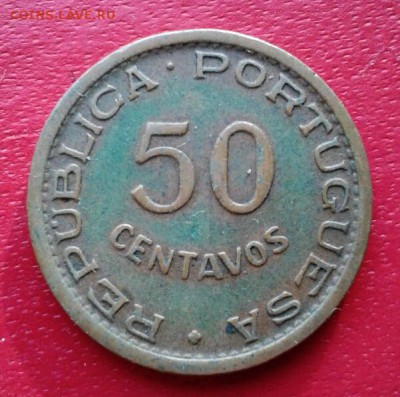 COINS.LAVE.RU
REPUBLICA · PORTUGUESA ·
50
CENTAVOS